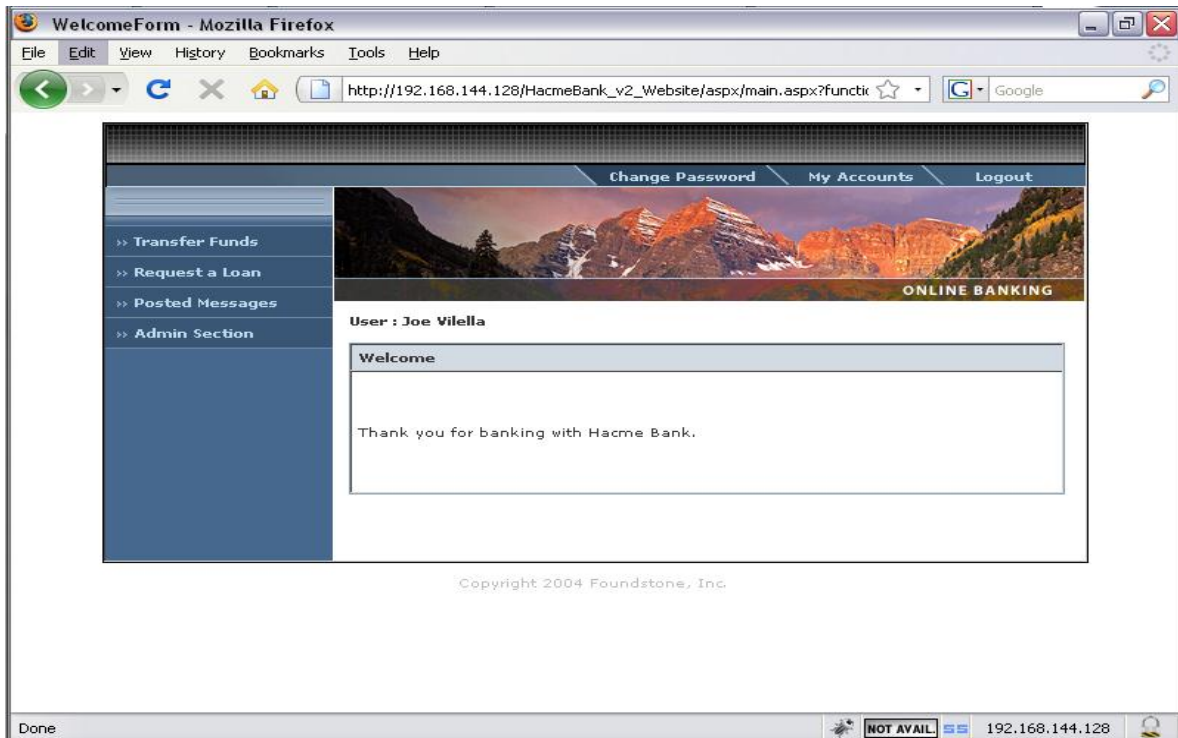 WelcomeForm - Mozilla Firefox
File Edit View History Bookmarks Tools Help
http://192.168.144.128/HacmeBank_v2_Website/aspx/main.aspx?functic
G Google
Change Password My Accounts Logout
ONLINE BANKING
›› Transfer Funds
›› Request a Loan
›› Posted Messages
›› Admin Section
User : Joe Vilella
Welcome
Thank you for banking with Hacme Bank.
Copyright 2004 Foundstone, Inc.
Done NOT AVAIL. SS 192.168.144.128